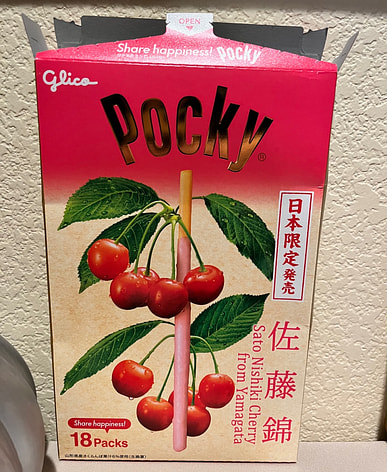 OPEN
Share happiness! Pocky
Glico
Pocky®
日本限定発売
佐藤錦
Sato Nishiki Cherry
from Yamagata
Share happiness!
18 Packs